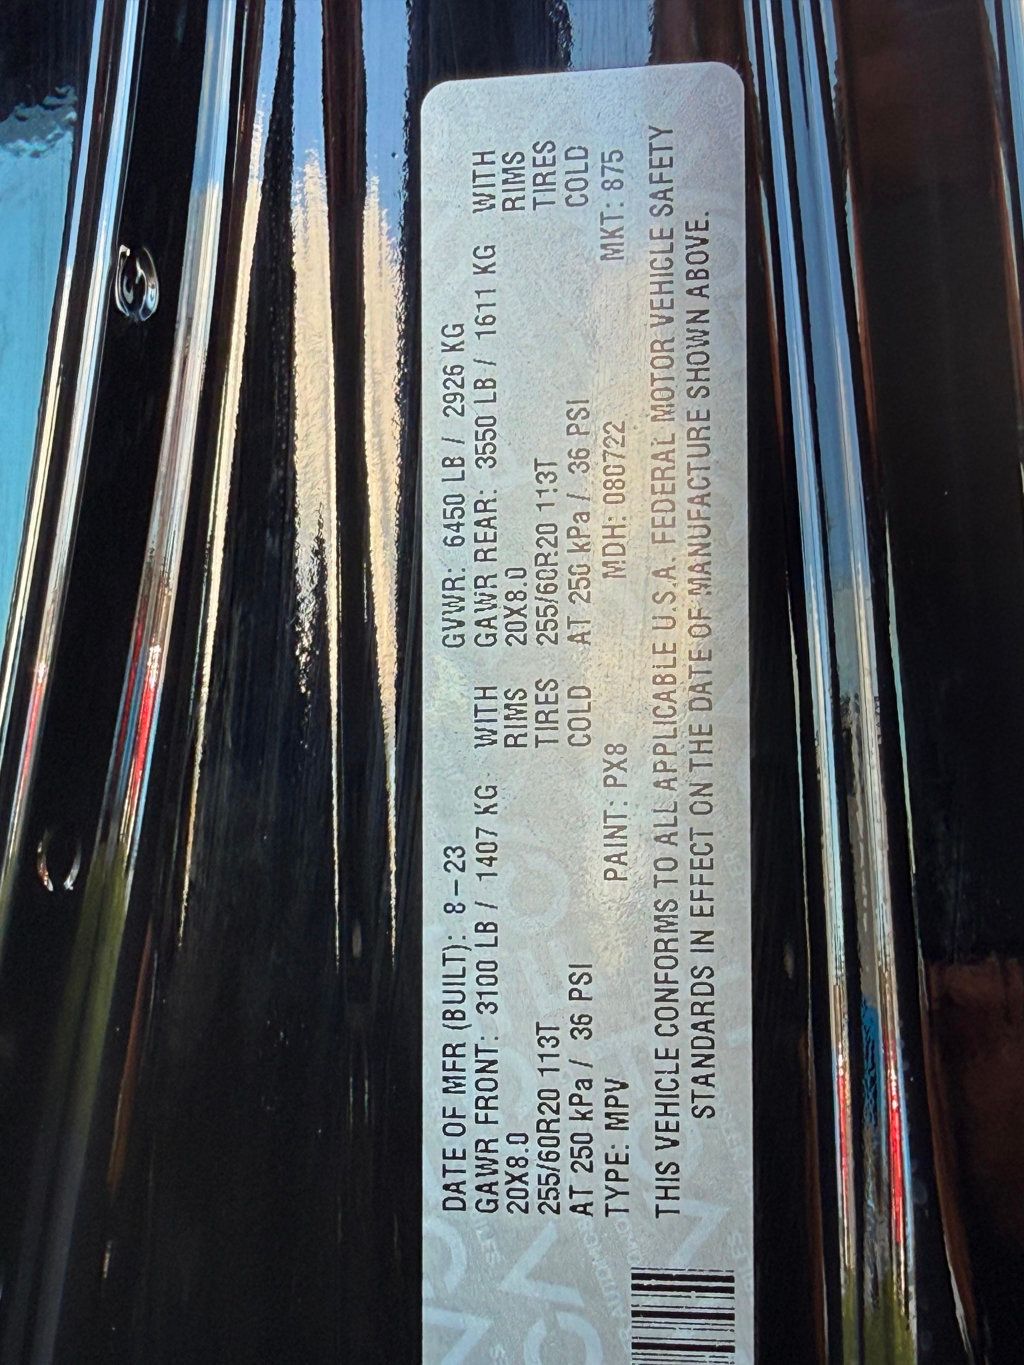 DATE OF MFR (BUILT): 8-23 GVWR: 6450 LB / 2926 KG
GAWR FRONT: 3100 LB / 1407 KG WITH GAWR REAR: 3550 LB / 1611 KG WITH
20X8.0 RIMS 20X8.0 RIMS
255/60R20 113T TIRES 255/60R20 113T TIRES
AT 250 kPa / 36 PSI COLD AT 250 kPa / 36 PSI COLD
TYPE: MPV PAINT: PX8 MDH: 080722 MKT: 875
THIS VEHICLE CONFORMS TO ALL APPLICABLE U.S.A. FEDERAL MOTOR VEHICLE SAFETY
STANDARDS IN EFFECT ON THE DATE OF MANUFACTURE SHOWN ABOVE.